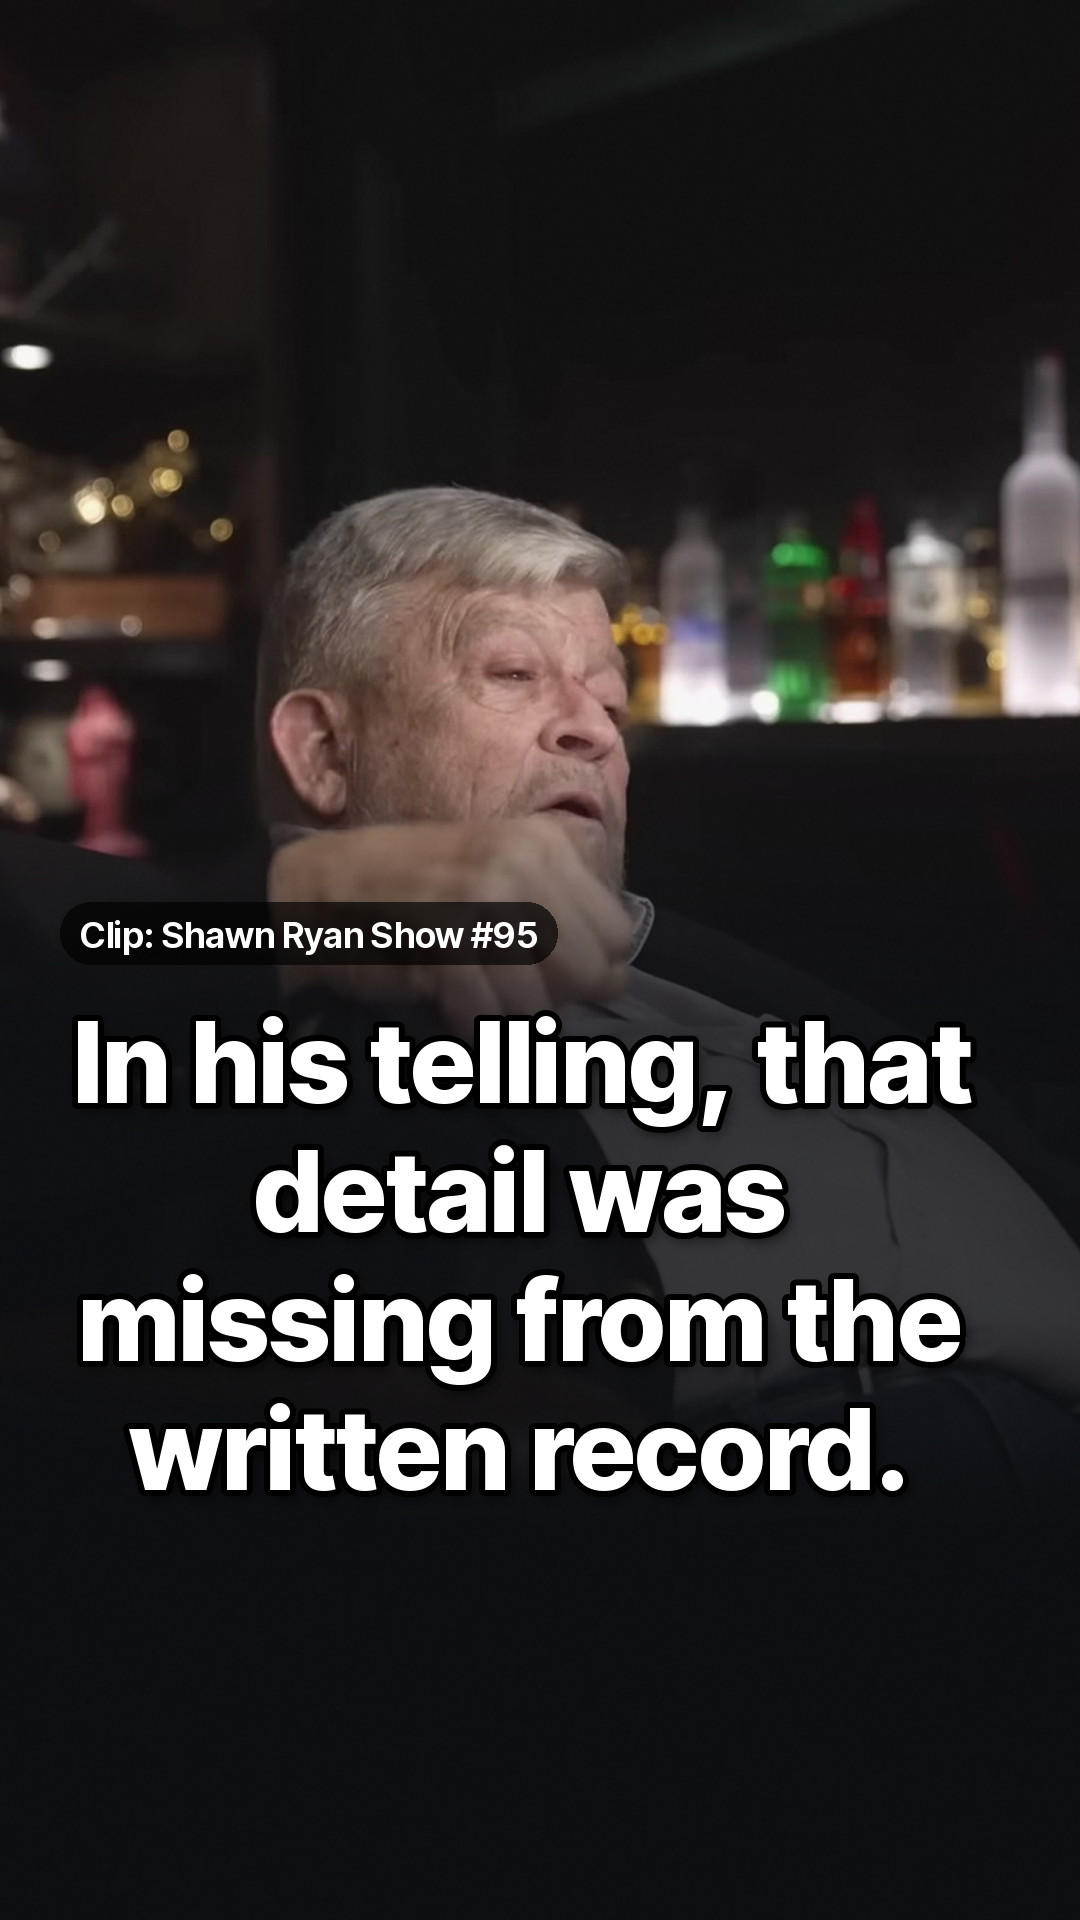 Clip: Shawn Ryan Show #95
In his telling, that
detail was
missing from the
written record.